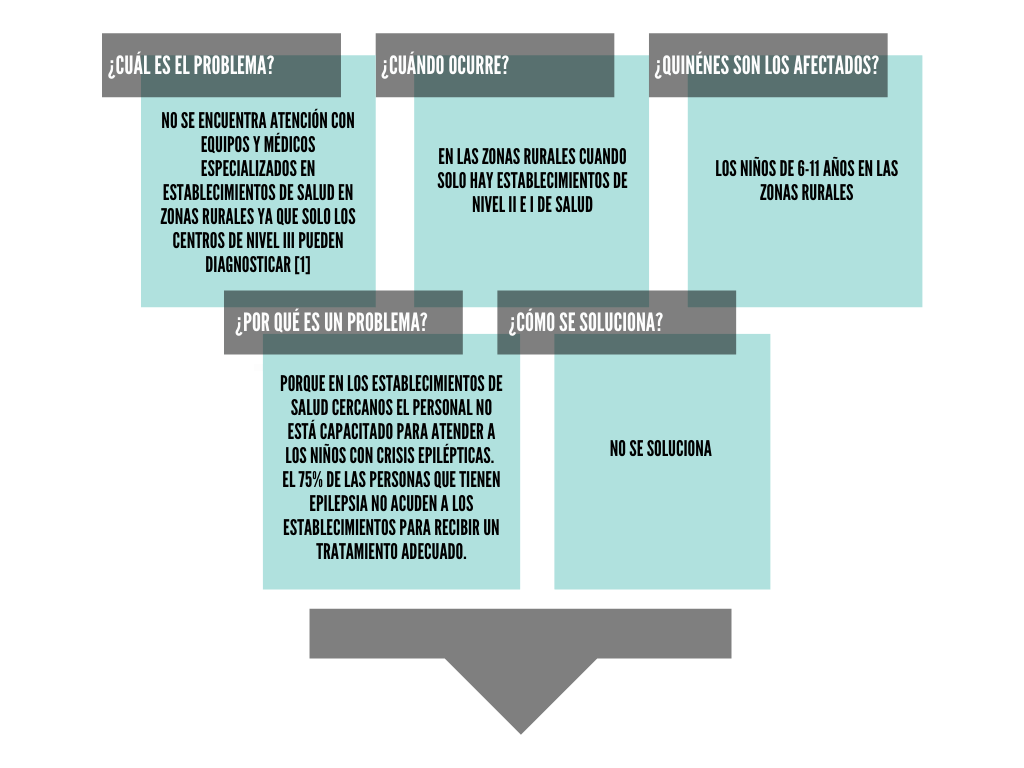 ¿CUÁL ES EL PROBLEMA?
NO SE ENCUENTRA ATENCIÓN CON
EQUIPOS Y MÉDICOS
ESPECIALIZADOS EN
ESTABLECIMIENTOS DE SALUD EN
ZONAS RURALES YA QUE SOLO LOS
CENTROS DE NIVEL III PUEDEN
DIAGNOSTICAR [1]
¿CUÁNDO OCURRE?
EN LAS ZONAS RURALES CUANDO
SOLO HAY ESTABLECIMIENTOS DE
NIVEL II E I DE SALUD
¿QUINÉNES SON LOS AFECTADOS?
LOS NIÑOS DE 6-11 AÑOS EN LAS
ZONAS RURALES
¿POR QUÉ ES UN PROBLEMA?
PORQUE EN LOS ESTABLECIMIENTOS DE
SALUD CERCANOS EL PERSONAL NO
ESTÁ CAPACITADO PARA ATENDER A
LOS NIÑOS CON CRISIS EPILÉPTICAS.
EL 75% DE LAS PERSONAS QUE TIENEN
EPILEPSIA NO ACUDEN A LOS
ESTABLECIMIENTOS PARA RECIBIR UN
TRATAMIENTO ADECUADO.
¿CÓMO SE SOLUCIONA?
NO SE SOLUCIONA